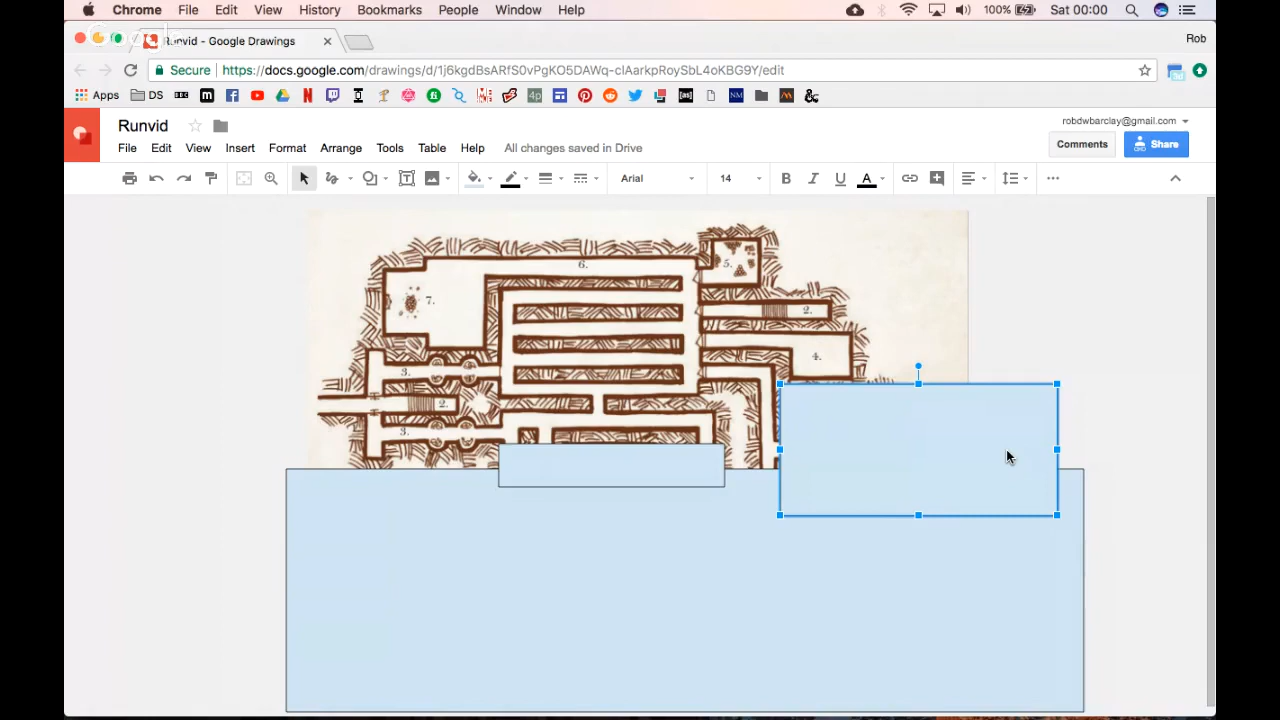 Chrome File Edit View History Bookmarks People Window Help 100% Sat 00:00
Google
Runvid - Google Drawings Rob
Secure https://docs.google.com/drawings/d/1j6kgdBsARfS0vPgKO5DAWq-cIAarkpRoySbL4oKBG9Y/edit
Apps DS
Runvid robdwbarclay@gmail.com
File Edit View Insert Format Arrange Tools Table Help All changes saved in Drive Comments Share
Arial 14 B I U A
6.
5.
7.
2.
4.
3.
2.
3.